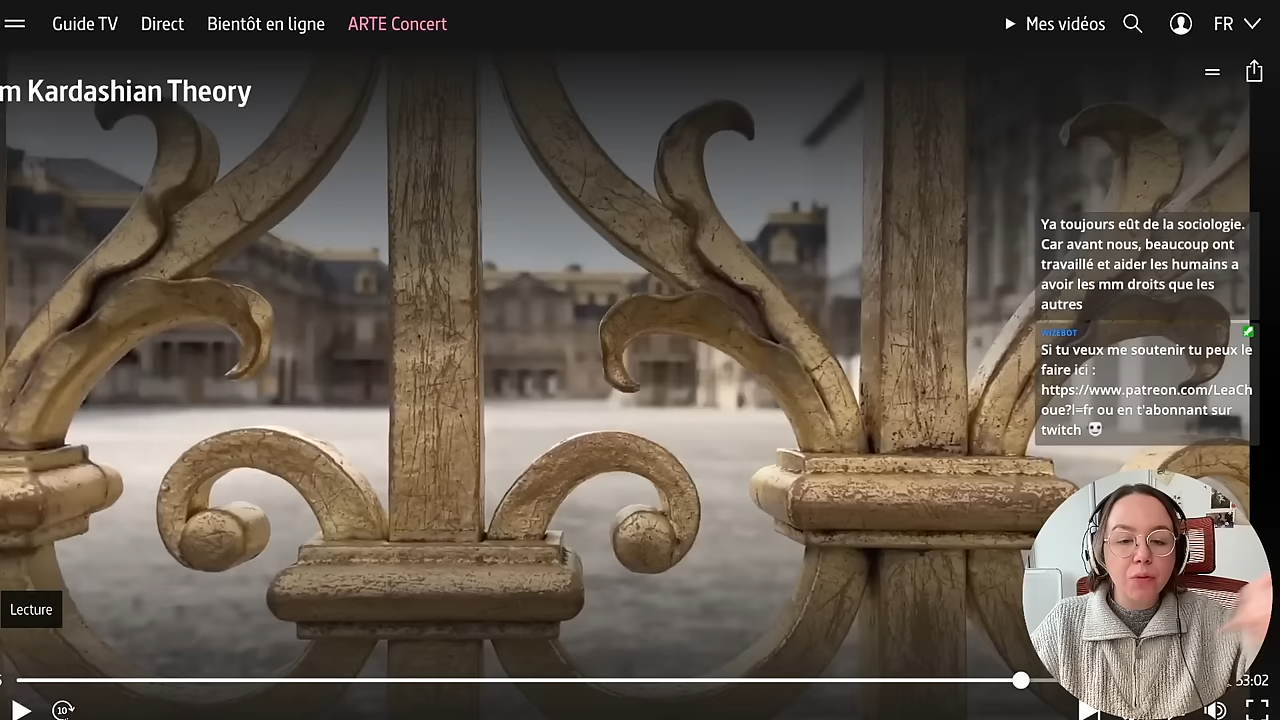 Guide TV Direct Bientôt en ligne ARTE Concert Mes vidéos FR
m Kardashian Theory
Ya toujours eût de la sociologie.
Car avant nous, beaucoup ont
travaillé et aider les humains a
avoir les mm droits que les
autres
WIZEBOT
Si tu veux me soutenir tu peux le
faire ici :
https://www.patreon.com/LeaCh
oue?l=fr ou en t'abonnant sur
twitch
Lecture
53:02
10